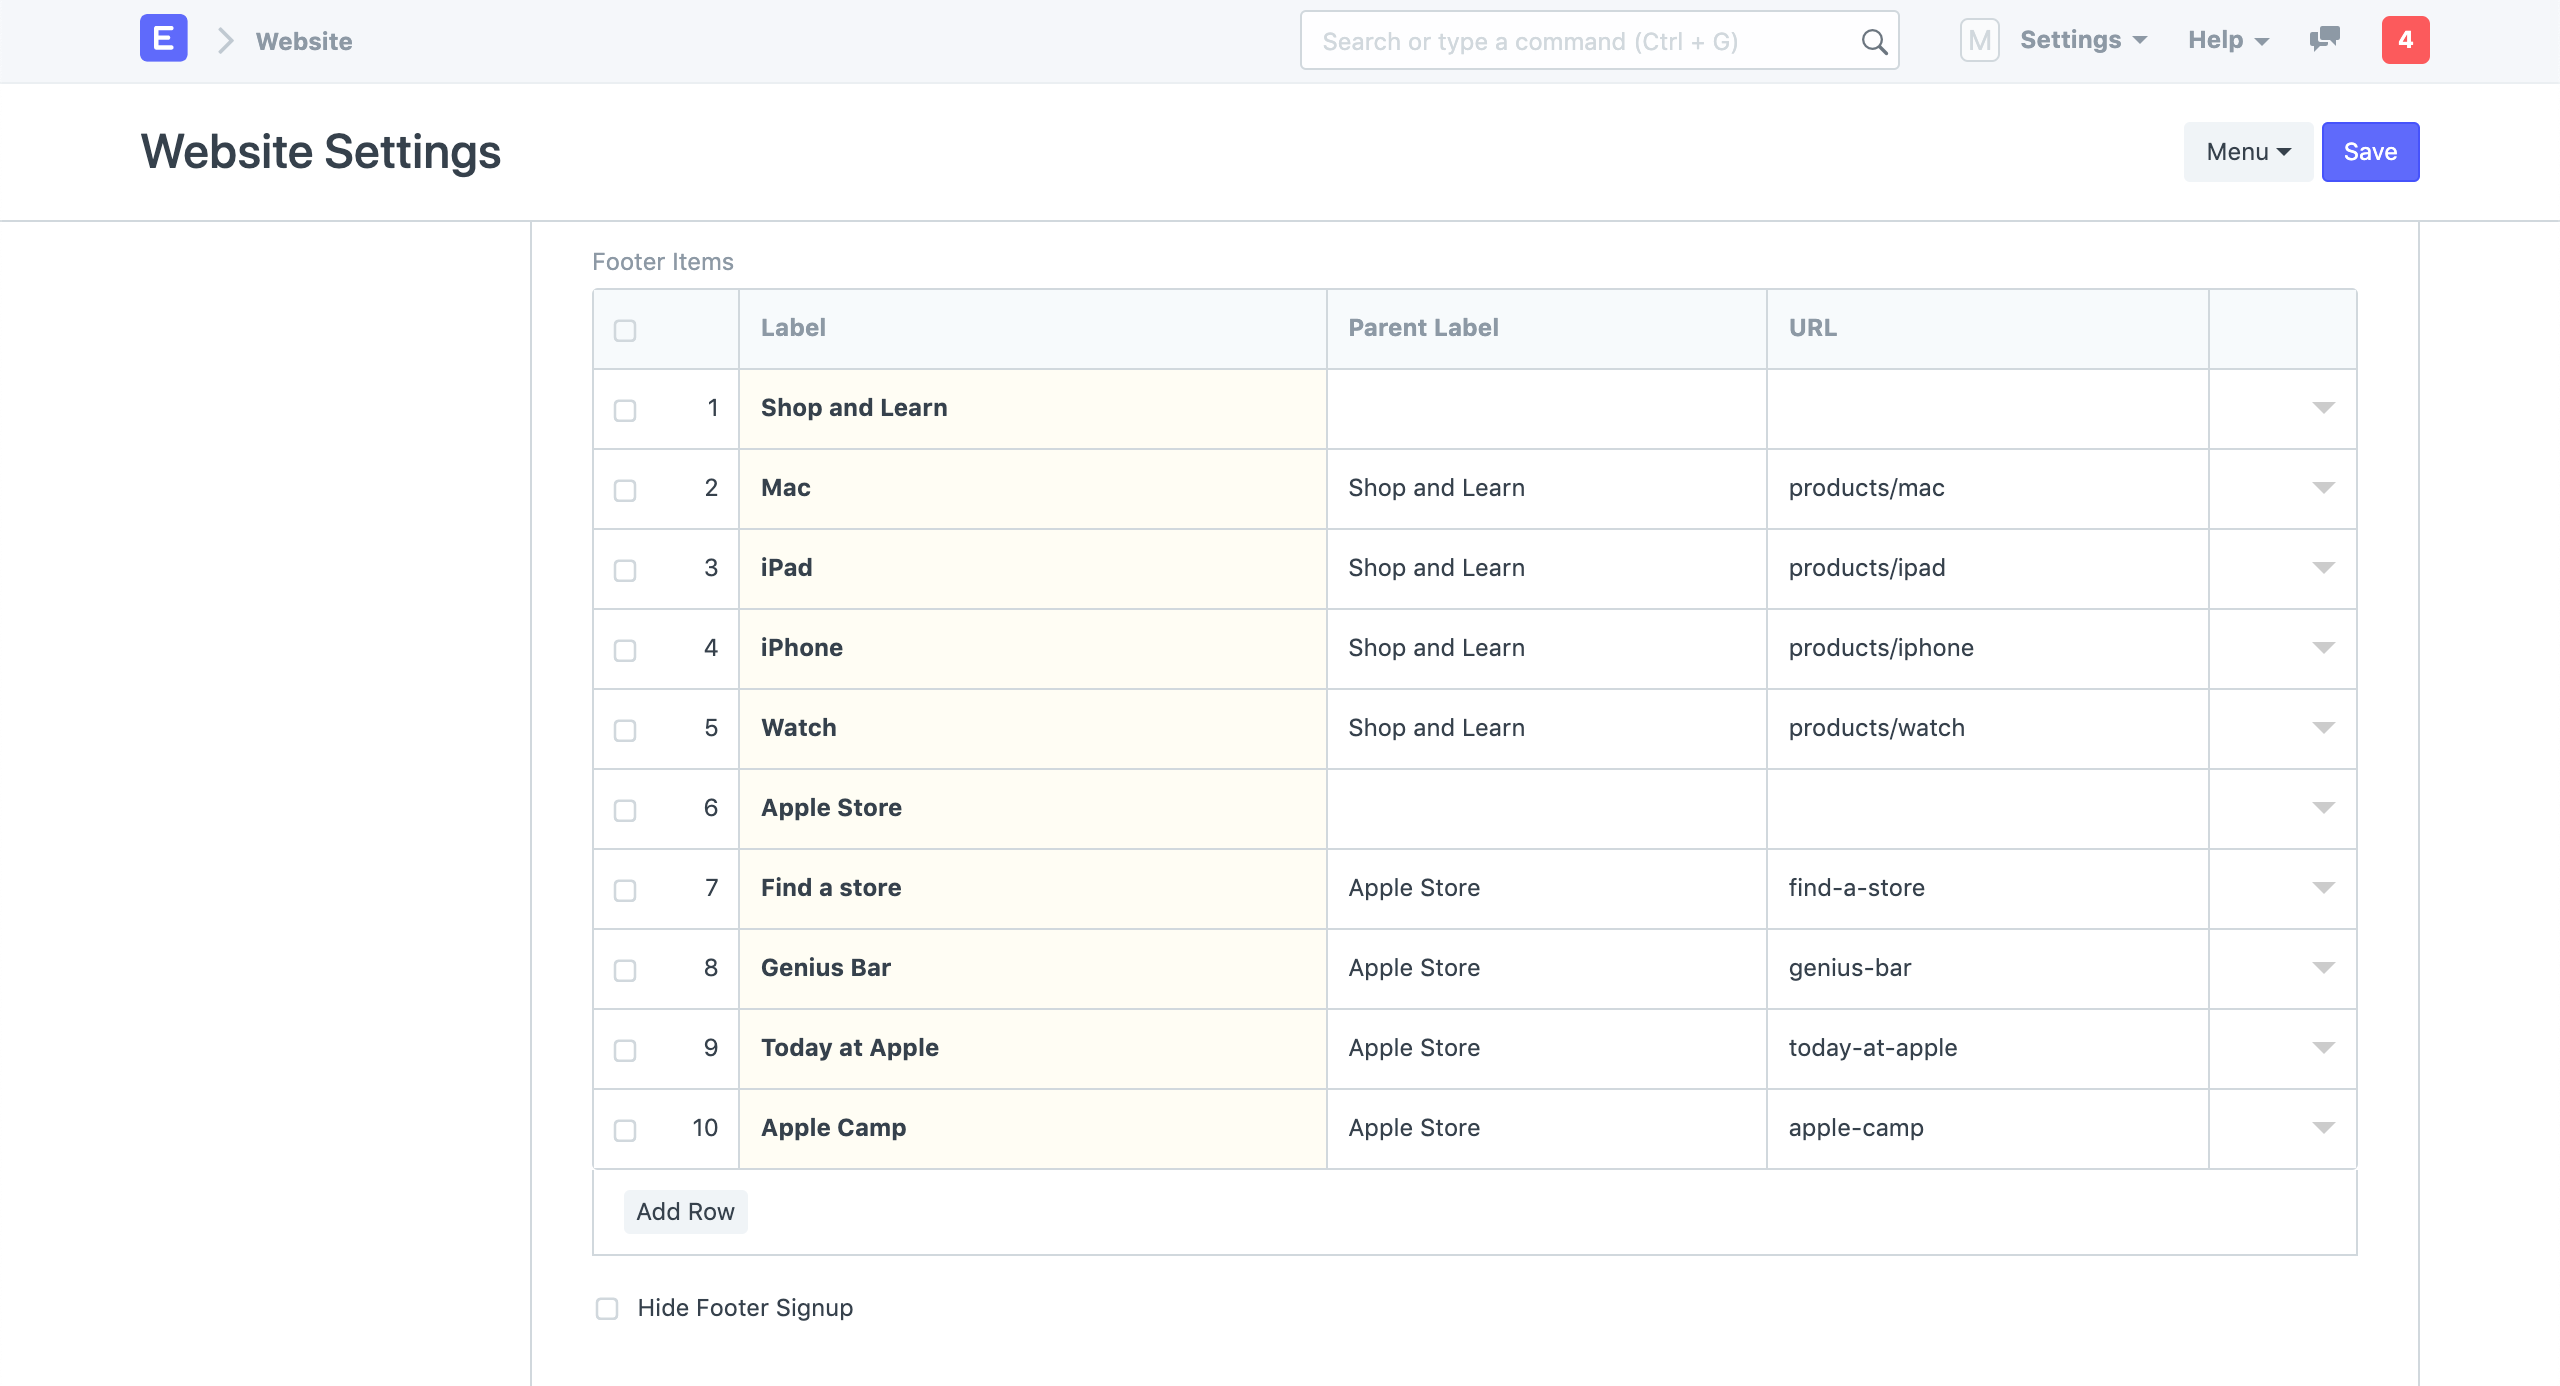 E Website Search or type a command (Ctrl + G) M Settings Help 4
Website Settings Menu Save
Footer Items
Label Parent Label URL
1 Shop and Learn
2 Mac Shop and Learn products/mac
3 iPad Shop and Learn products/ipad
4 iPhone Shop and Learn products/iphone
5 Watch Shop and Learn products/watch
6 Apple Store
7 Find a store Apple Store find-a-store
8 Genius Bar Apple Store genius-bar
9 Today at Apple Apple Store today-at-apple
10 Apple Camp Apple Store apple-camp
Add Row
Hide Footer Signup